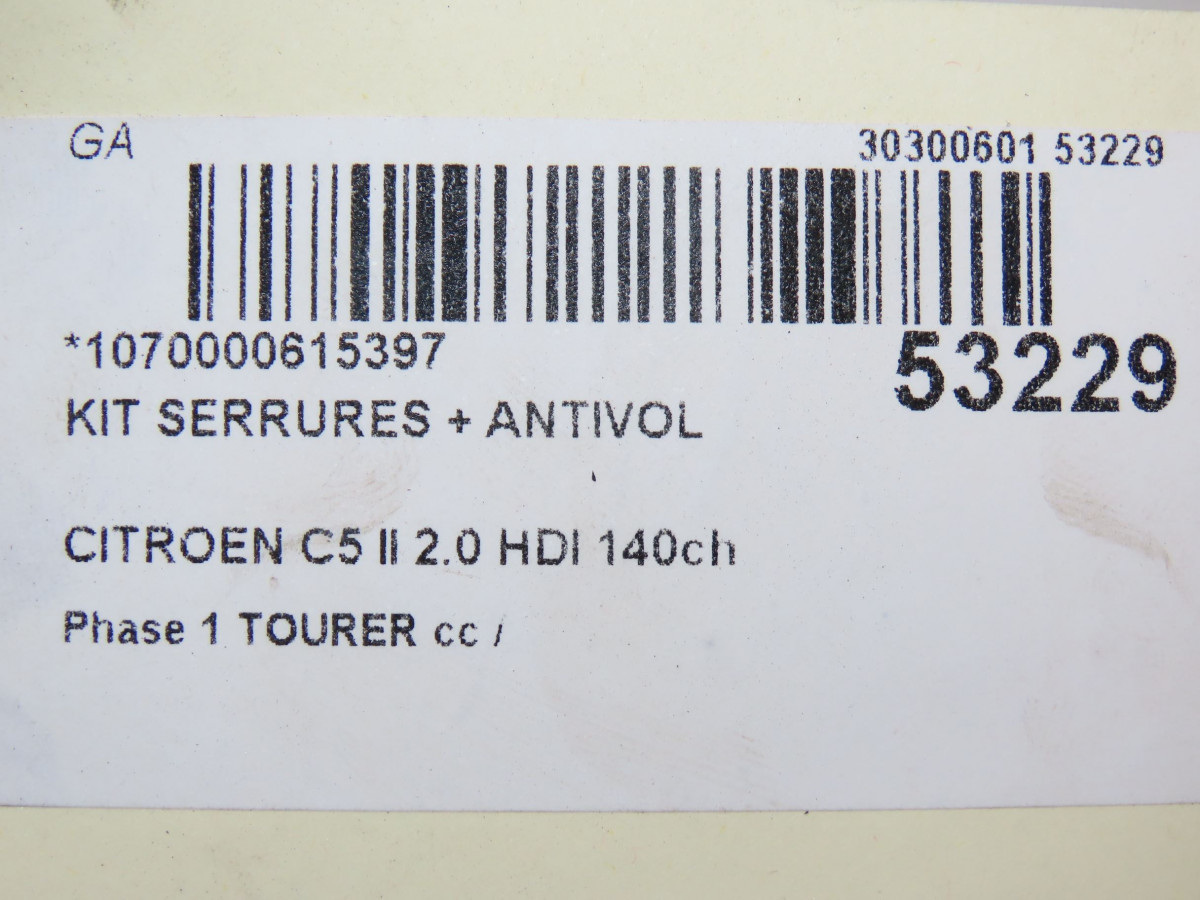 GA
30300601 53229
*1070000615397
53229
KIT SERRURES + ANTIVOL
CITROEN C5 II 2.0 HDI 140ch
Phase 1 TOURER cc /